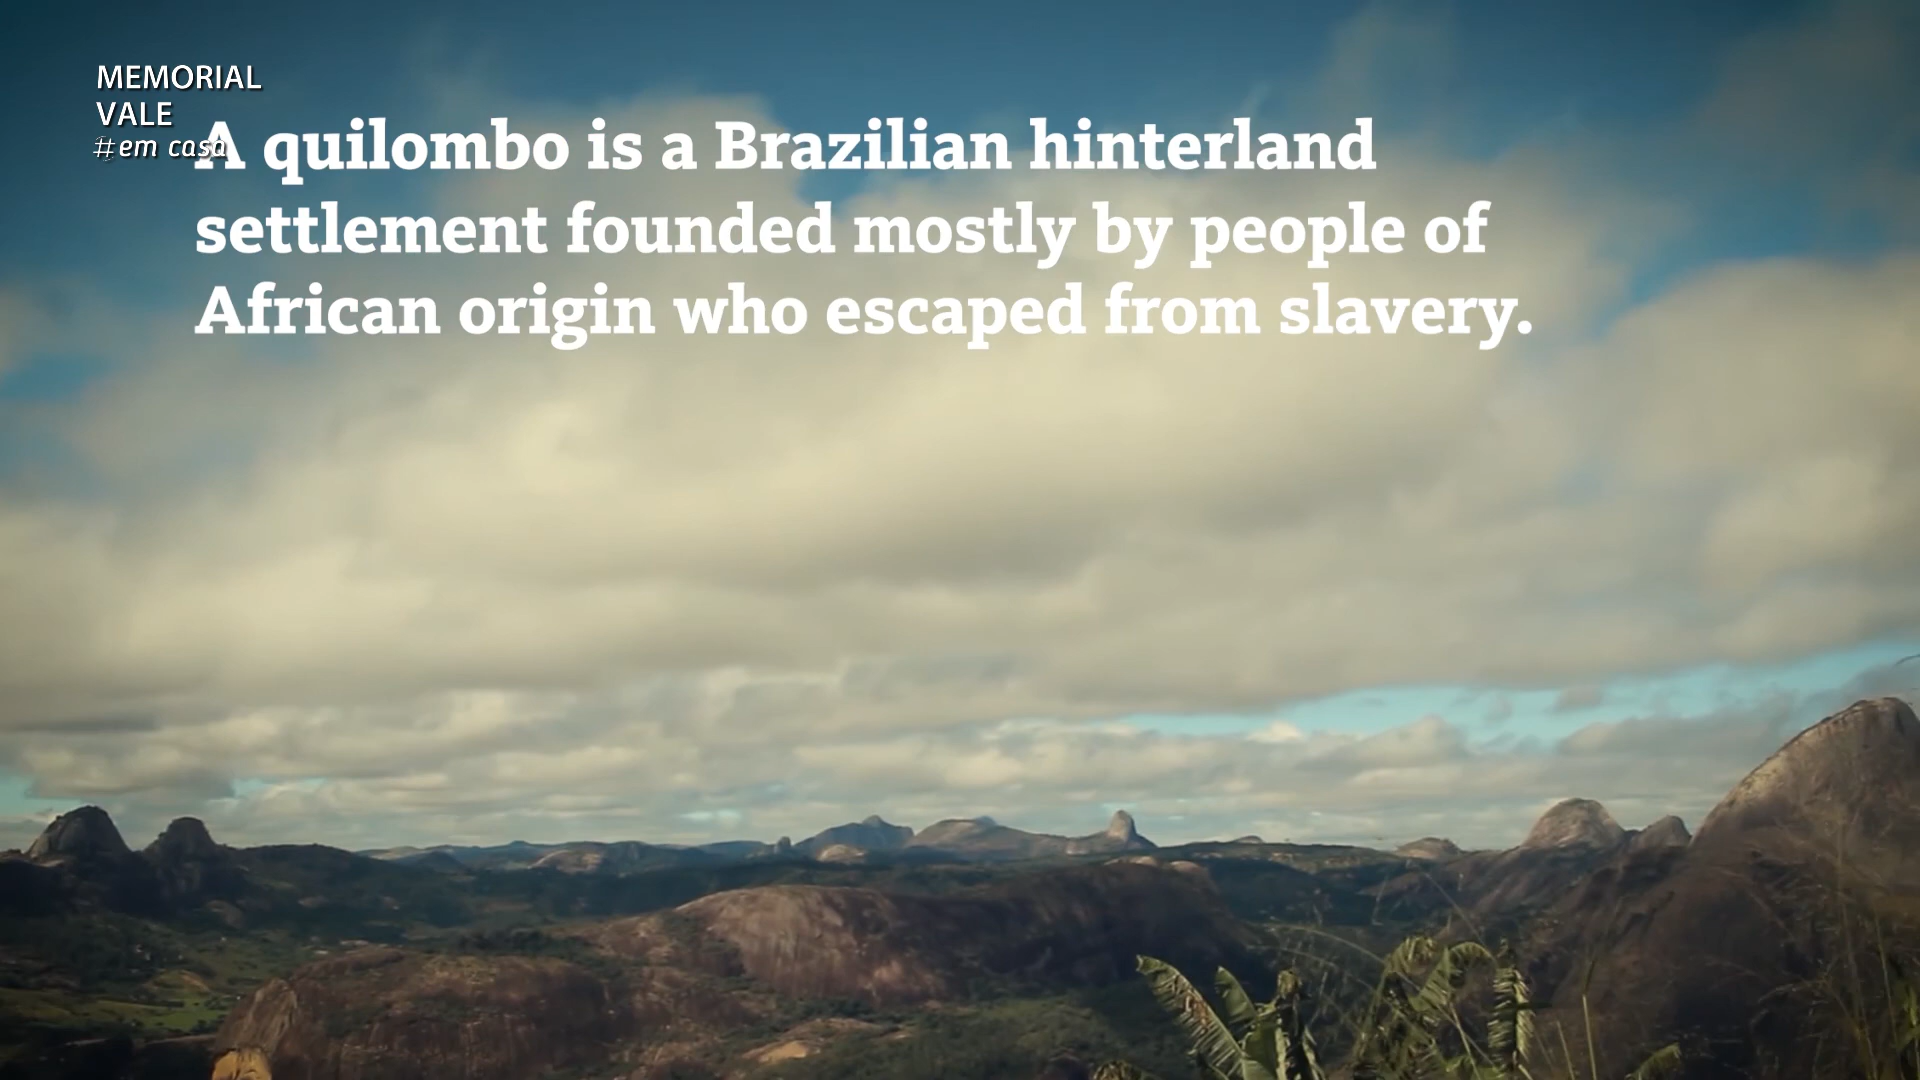 MEMORIAL
VALE
#em casa
A quilombo is a Brazilian hinterland
settlement founded mostly by people of
African origin who escaped from slavery.